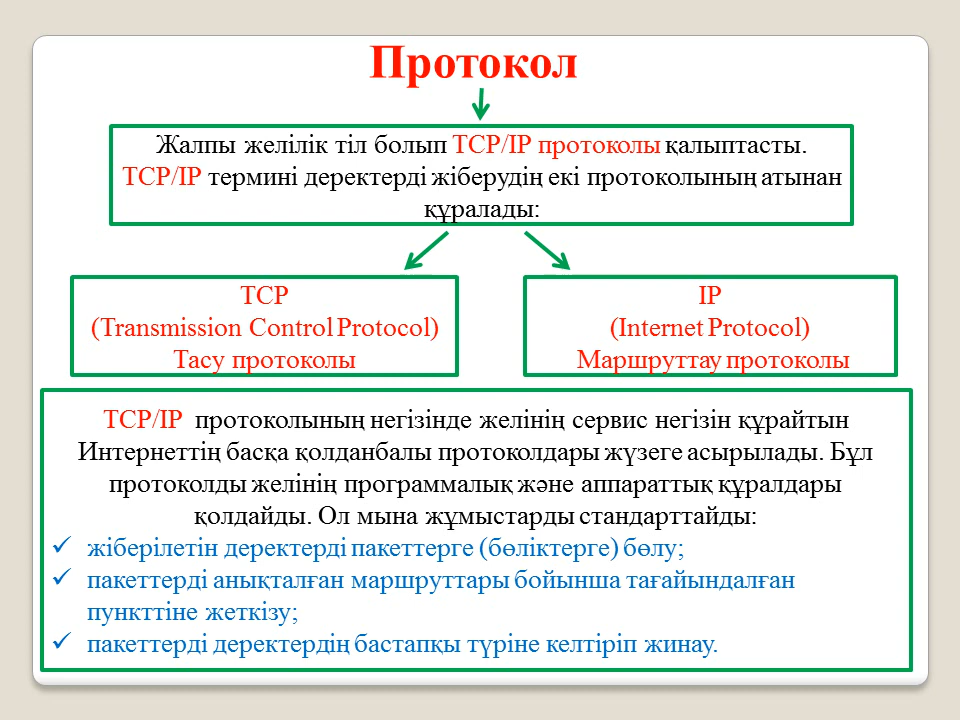 Протокол
Жалпы желілік тіл болып TCP/IP протоколы қалыптасты.
TCP/IP термині деректерді жіберудің екі протоколының атынан
құралады:
TCP
(Transmission Control Protocol)
Тасу протоколы
IP
(Internet Protocol)
Маршруттау протоколы
TCP/IP протоколының негізінде желінің сервис негізін құрайтын
Интернеттің басқа қолданбалы протоколдары жүзеге асырылады. Бұл
протоколды желінің программалық және аппараттық құралдары
қолдайды. Ол мына жұмыстарды стандарттайды:
✓ жіберілетін деректерді пакеттерге (бөліктерге) бөлу;
✓ пакеттерді анықталған маршруттары бойынша тағайындалған
пункттіне жеткізу;
✓ пакеттерді деректердің бастапқы түріне келтіріп жинау.